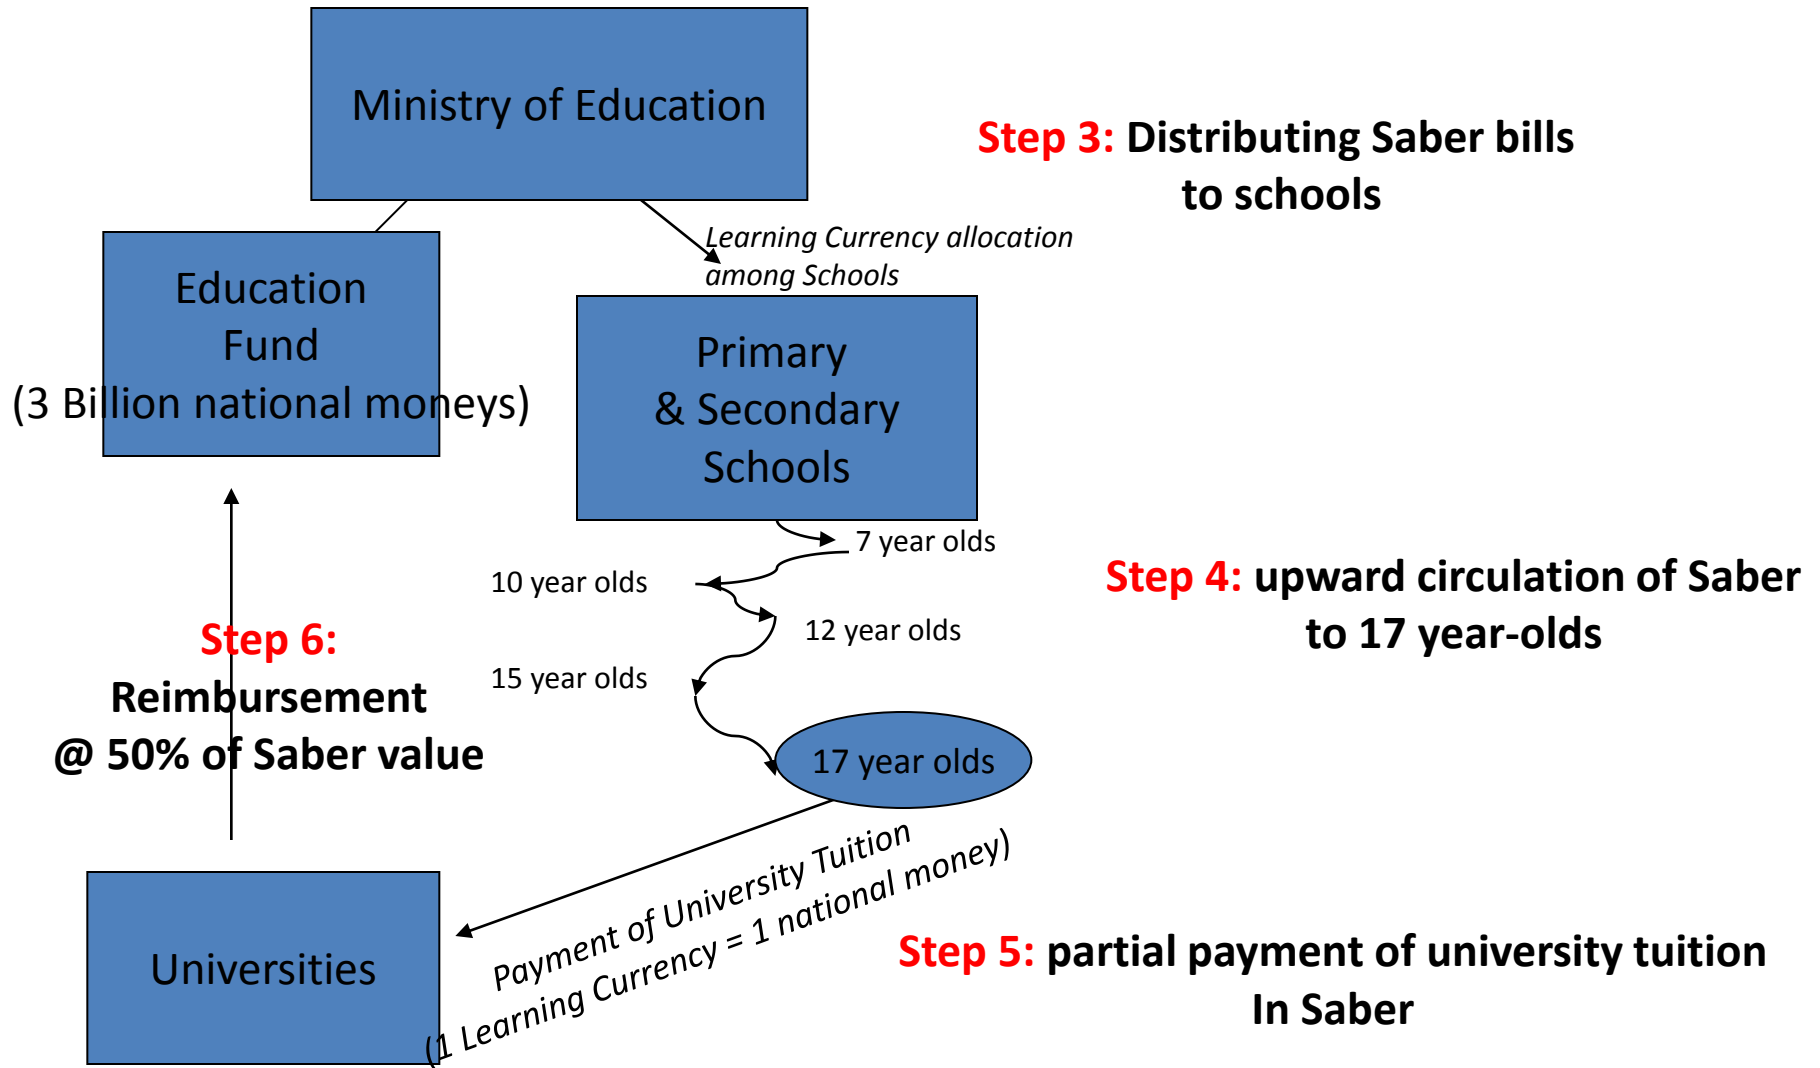 Ministry of Education
Step 3: Distributing Saber bills
to schools
Learning Currency allocation
among Schools
Education
Fund
(3 Billion national moneys)
Primary
& Secondary
Schools
7 year olds
10 year olds
12 year olds
15 year olds
17 year olds
Step 4: upward circulation of Saber
to 17 year-olds
Step 6:
Reimbursement
@ 50% of Saber value
Payment of University Tuition
(1 Learning Currency = 1 national money)
Universities
Step 5: partial payment of university tuition
In Saber